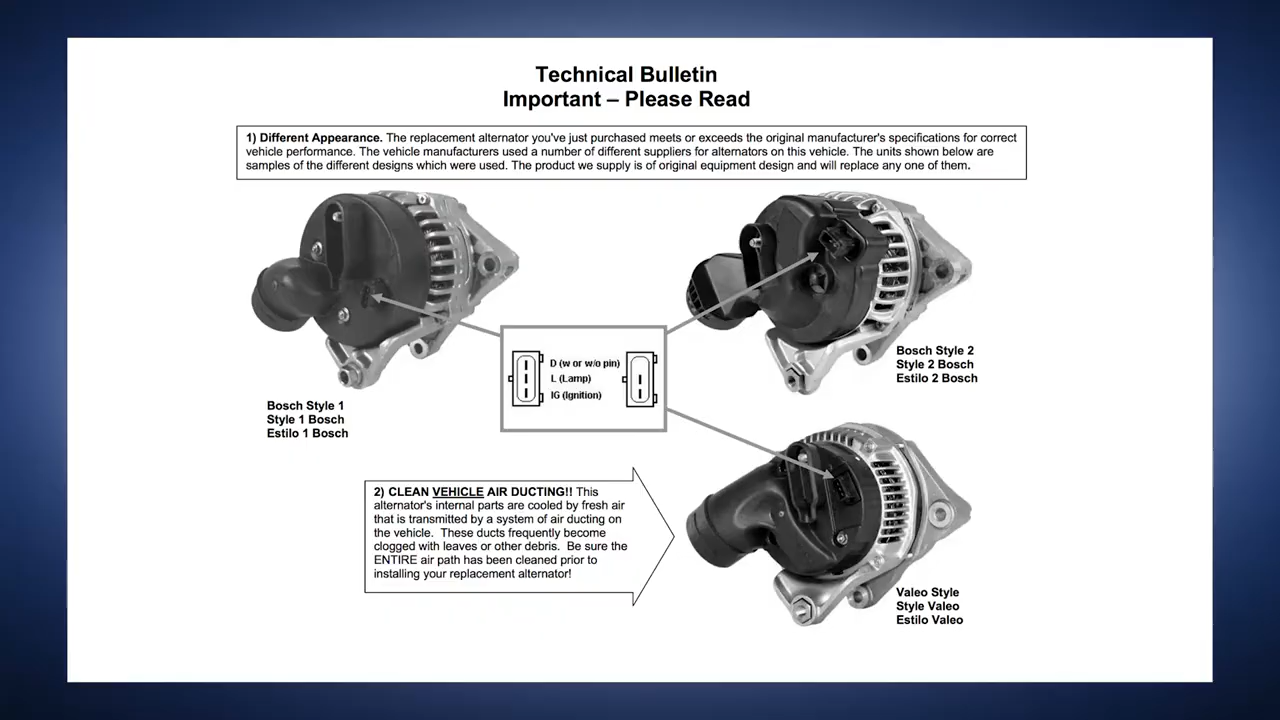 Technical Bulletin
Important – Please Read
1) Different Appearance. The replacement alternator you've just purchased meets or exceeds the original manufacturer's specifications for correct
vehicle performance. The vehicle manufacturers used a number of different suppliers for alternators on this vehicle. The units shown below are
samples of the different designs which were used. The product we supply is of original equipment design and will replace any one of them.
D (w or w/o pin)
L (Lamp)
IG (Ignition)
Bosch Style 1
Style 1 Bosch
Estilo 1 Bosch
Bosch Style 2
Style 2 Bosch
Estilo 2 Bosch
2) CLEAN VEHICLE AIR DUCTING!! This
alternator's internal parts are cooled by fresh air
that is transmitted by a system of air ducting on
the vehicle. These ducts frequently become
clogged with leaves or other debris. Be sure the
ENTIRE air path has been cleaned prior to
installing your replacement alternator!
Valeo Style
Style Valeo
Estilo Valeo